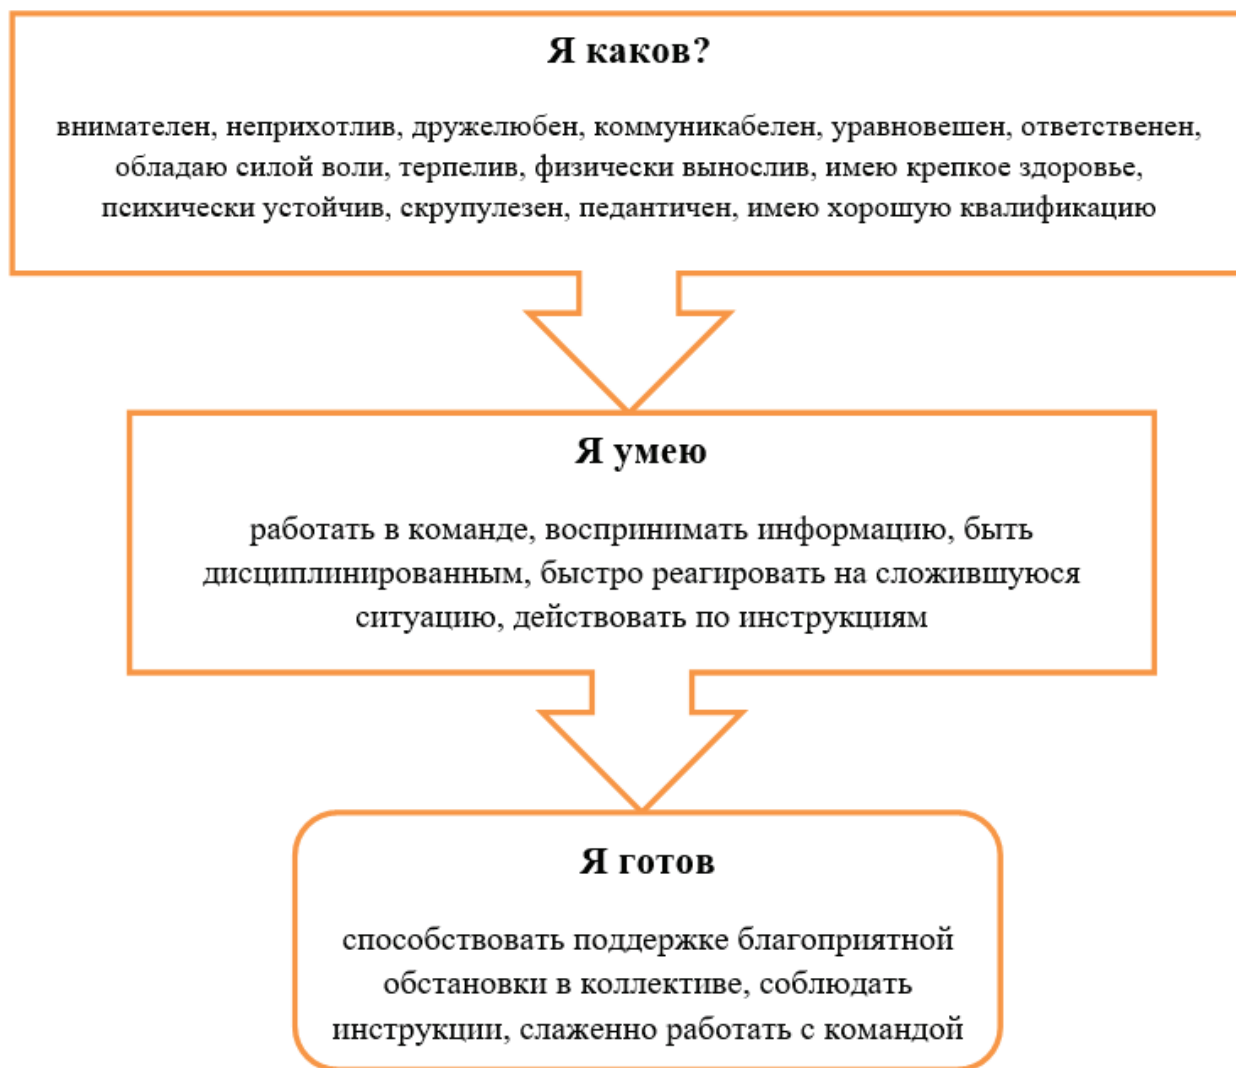 Я каков?
внимателен, неприхотлив, дружелюбен, коммуникабелен, уравновешен, ответственен,
обладаю силой воли, терпелив, физически вынослив, имею крепкое здоровье,
психически устойчив, скрупулезен, педантичен, имею хорошую квалификацию
Я умею
работать в команде, воспринимать информацию, быть
дисциплинированным, быстро реагировать на сложившуюся
ситуацию, действовать по инструкциям
Я готов
способствовать поддержке благоприятной
обстановки в коллективе, соблюдать
инструкции, слаженно работать с командой